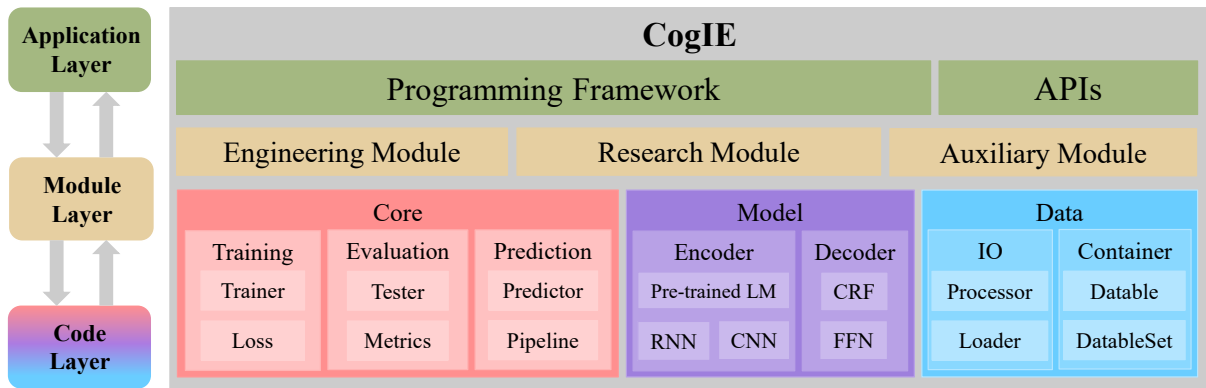 Application
Layer
Module
Layer
Code
Layer
CogIE
Programming Framework
APIs
Engineering Module
Research Module
Auxiliary Module
Core
Training
Trainer
Loss
Evaluation
Tester
Metrics
Prediction
Predictor
Pipeline
Model
Encoder
Pre-trained LM
RNN
CNN
Decoder
CRF
FFN
Data
IO
Processor
Loader
Container
Datable
DatableSet